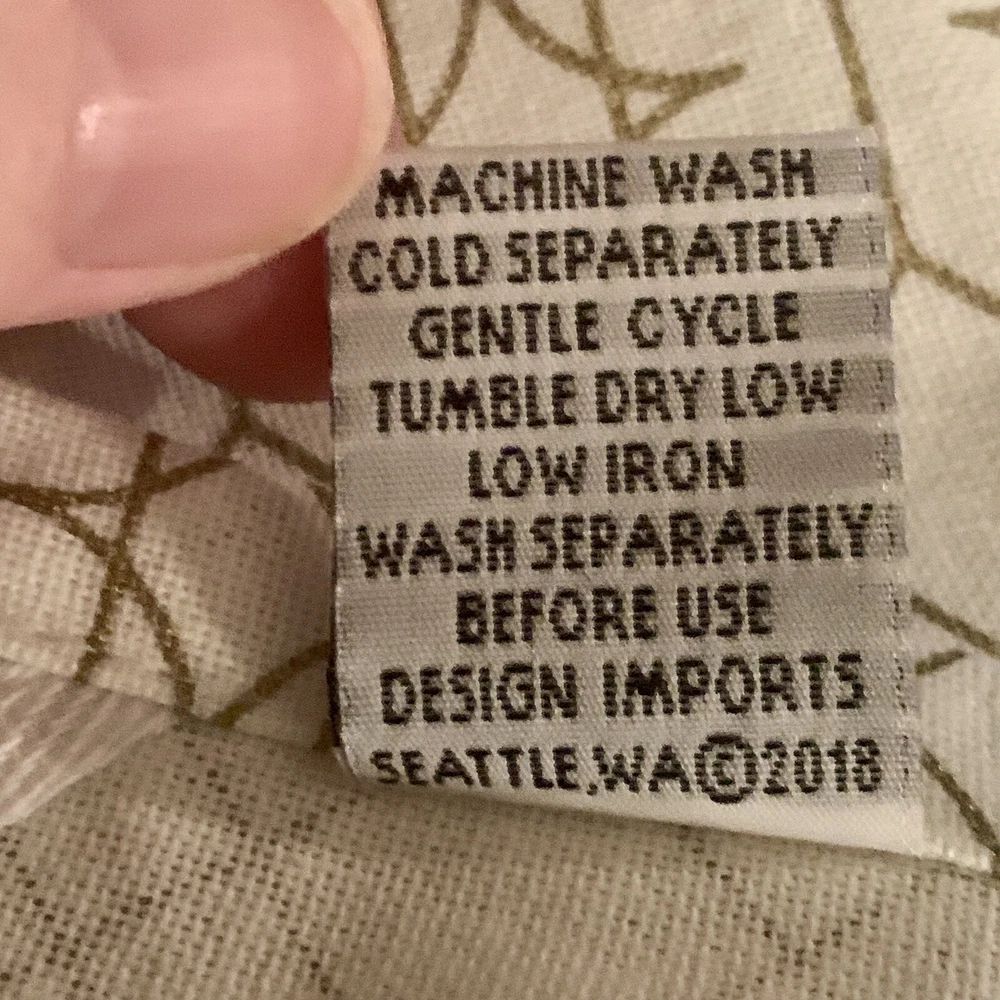 MACHINE WASH
COLD SEPARATELY
GENTLE CYCLE
TUMBLE DRY LOW
LOW IRON
WASH SEPARATELY
BEFORE USE
DESIGN IMPORTS
SEATTLE,WA©2018